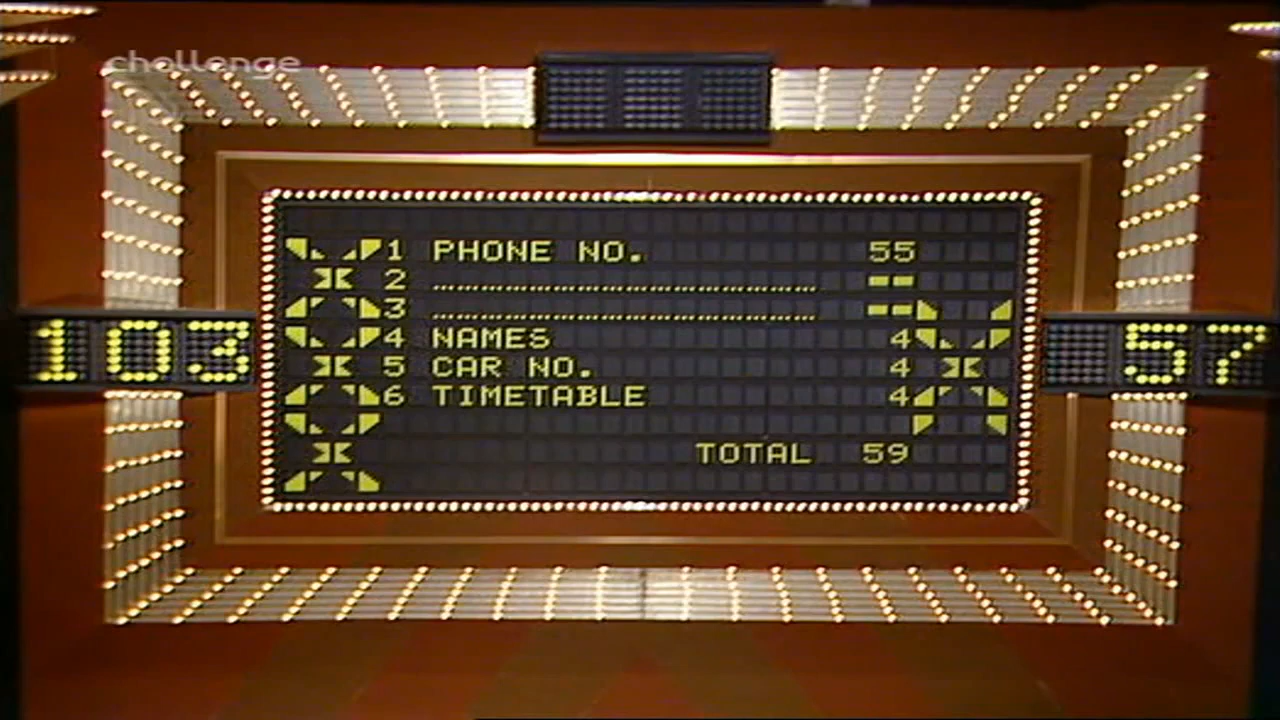 challenge
1 PHONE NO. 55
2 .................................. --
3 .................................. --
4 NAMES 4
5 CAR NO. 4
6 TIMETABLE 4
TOTAL 59
103
57